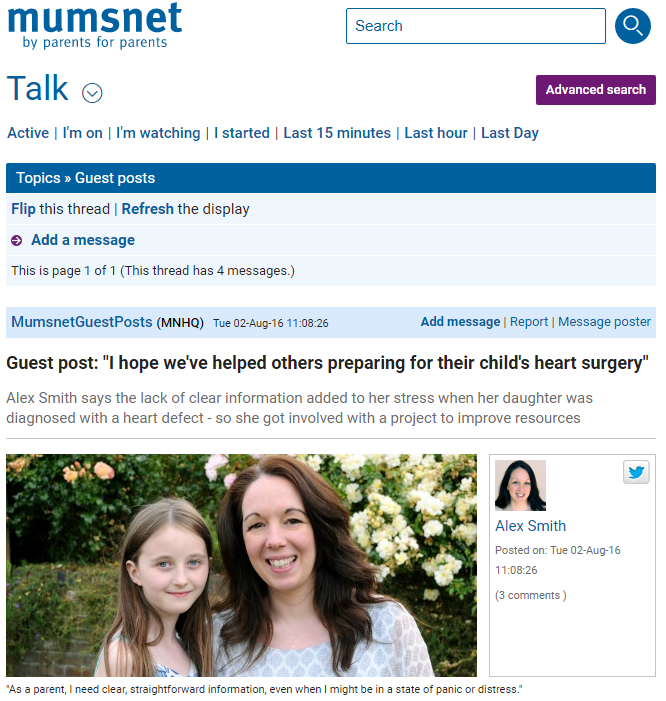 mumsnet
by parents for parents
Search
Talk
Advanced search
Active | I'm on | I'm watching | I started | Last 15 minutes | Last hour | Last Day
Topics » Guest posts
Flip this thread | Refresh the display
Add a message
This is page 1 of 1 (This thread has 4 messages.)
MumsnetGuestPosts (MNHQ) Tue 02-Aug-16 11:08:26 Add message | Report | Message poster
Guest post: "I hope we've helped others preparing for their child's heart surgery"
Alex Smith says the lack of clear information added to her stress when her daughter was
diagnosed with a heart defect - so she got involved with a project to improve resources
Alex Smith
Posted on: Tue 02-Aug-16
11:08:26
(3 comments )
"As a parent, I need clear, straightforward information, even when I might be in a state of panic or distress."